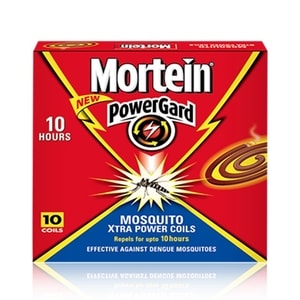 Mortein
NEW
PowerGard
10
HOURS
MOSQUITO
XTRA POWER COILS
Repels for upto 10hours
10
COILS
EFFECTIVE AGAINST DENGUE MOSQUITOES